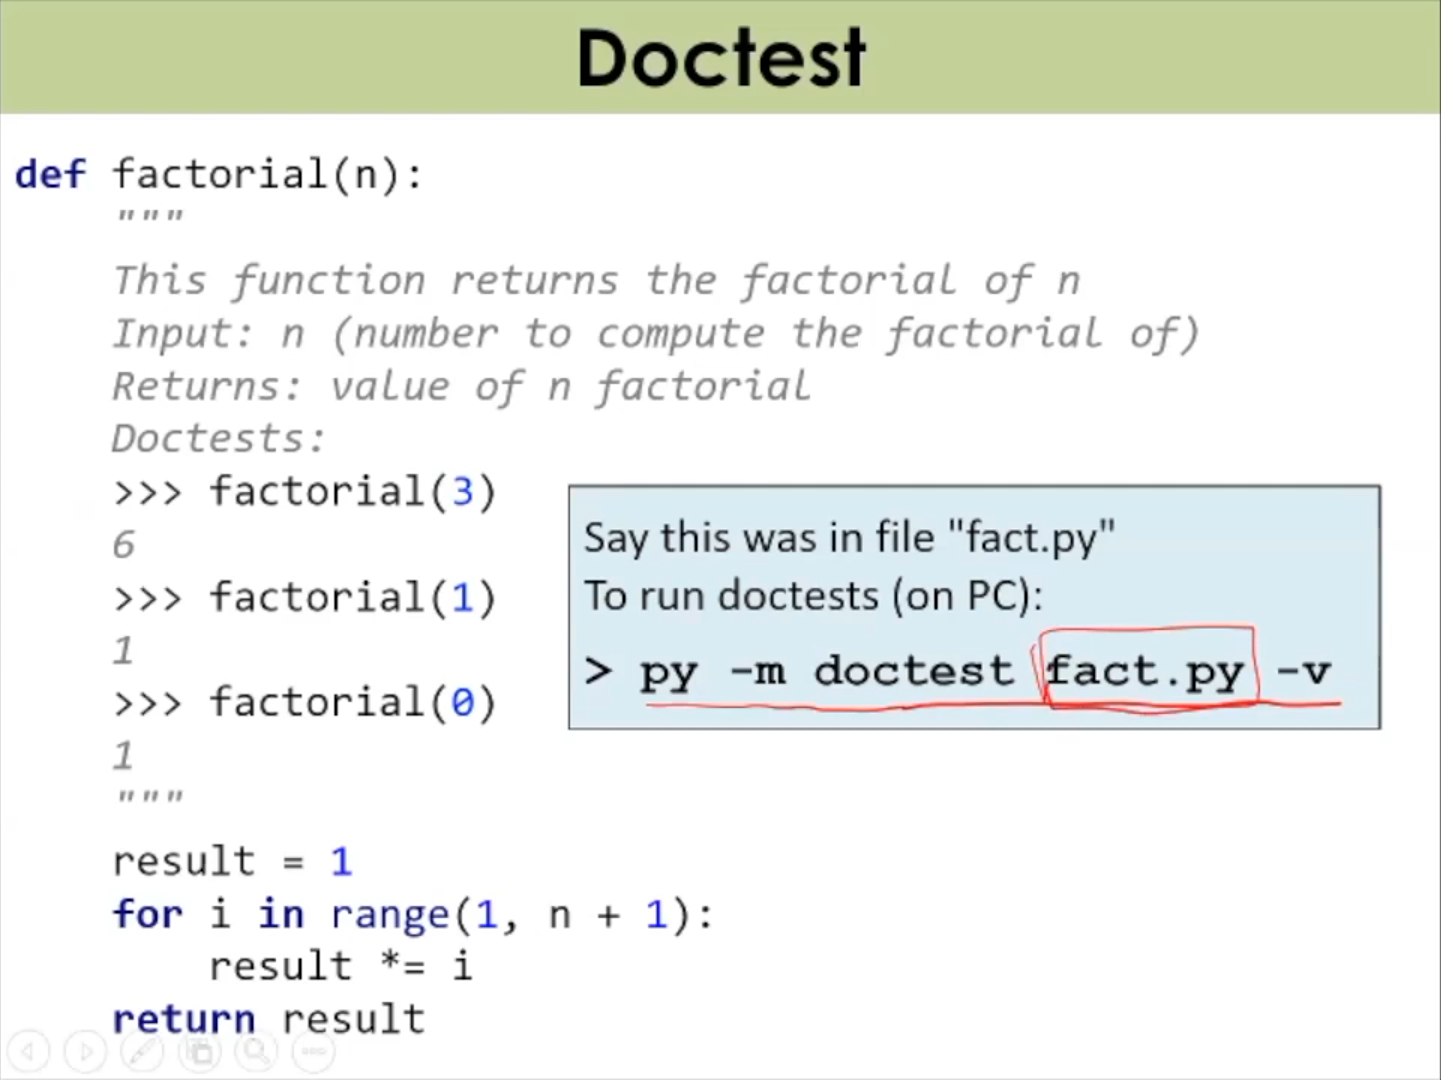 Doctest
def factorial(n):
"""
This function returns the factorial of n
Input: n (number to compute the factorial of)
Returns: value of n factorial
Doctests:
>>> factorial(3)
6
>>> factorial(1)
1
>>> factorial(0)
1
"""
result = 1
for i in range(1, n + 1):
result *= i
return result
Say this was in file "fact.py"
To run doctests (on PC):
> py -m doctest fact.py -v